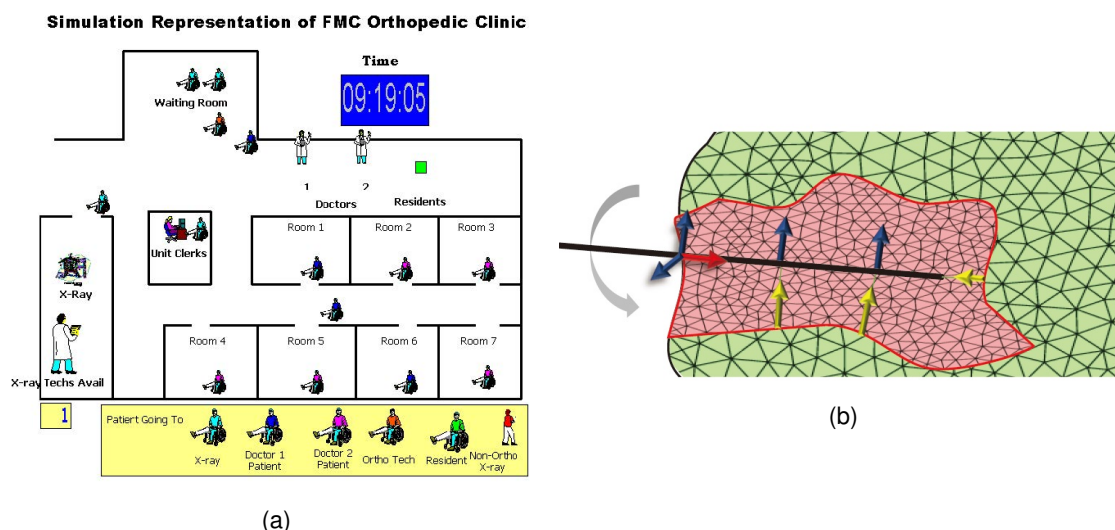 Simulation Representation of FMC Orthopedic Clinic
Time
09:19:05
Waiting Room
1 2
Doctors Residents
Unit Clerks
Room 1 Room 2 Room 3
X-Ray
Room 4 Room 5 Room 6 Room 7
X-ray Techs Avail
1
Patiert Going To
X-ray
Doctor 1
Patient
Doctor 2
Patient
Ortho Tech
Resident
Non-Ortho
X-ray
(a)
(b)